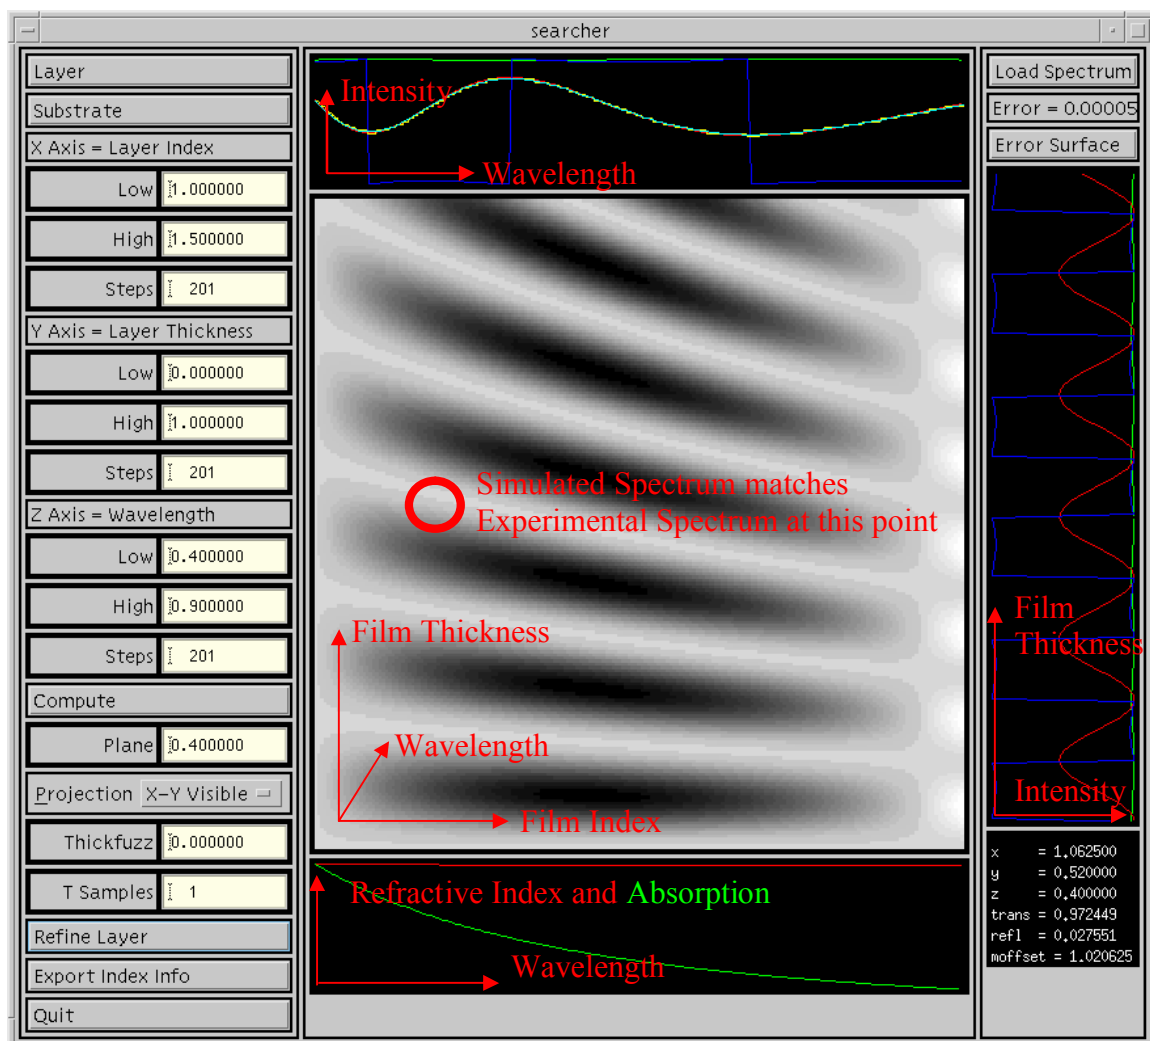 searcher
Layer
Substrate
X Axis = Layer Index
Low 1.000000
High 1.500000
Steps 201
Y Axis = Layer Thickness
Low 0.000000
High 1.000000
Steps 201
Z Axis = Wavelength
Low 0.400000
High 0.900000
Steps 201
Compute
Plane 0.400000
Projection X-Y Visible
Thickfuzz 0.000000
T Samples 1
Refine Layer
Export Index Info
Quit
Intensity
Wavelength
Simulated Spectrum matches
Experimental Spectrum at this point
Film Thickness
Wavelength
Film Index
Refractive Index and Absorption
Wavelength
Load Spectrum
Error = 0.00005
Error Surface
Film
Thickness
Intensity
x = 1.062500
y = 0.520000
z = 0.400000
trans = 0.972449
refl = 0.027551
moffset = 1.020625